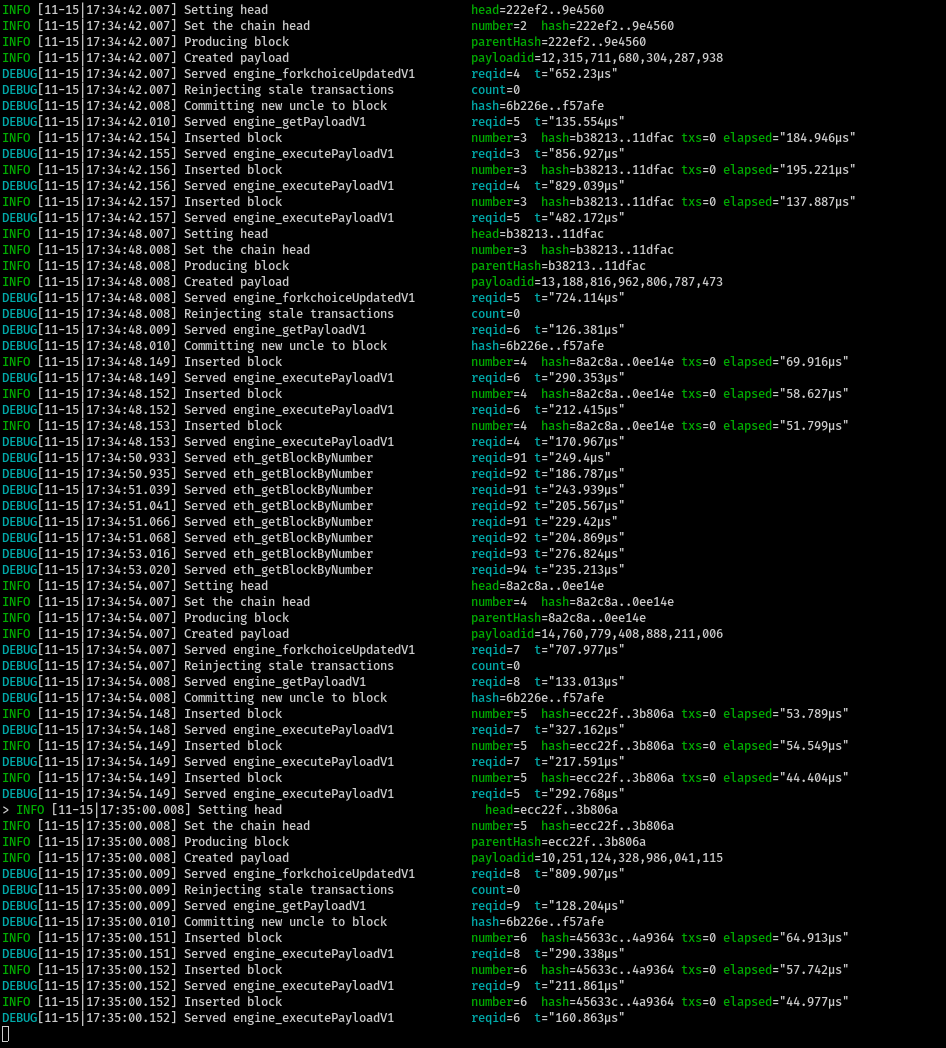 INFO [11-15|17:34:42.007] Setting head head=222ef2..9e4560
INFO [11-15|17:34:42.007] Set the chain head number=2 hash=222ef2..9e4560
INFO [11-15|17:34:42.007] Producing block parentHash=222ef2..9e4560
INFO [11-15|17:34:42.007] Created payload payloadid=12,315,711,680,304,287,938
DEBUG[11-15|17:34:42.007] Served engine_forkchoiceUpdatedV1 reqid=4 t="652.23µs"
DEBUG[11-15|17:34:42.007] Reinjecting stale transactions count=0
DEBUG[11-15|17:34:42.008] Committing new uncle to block hash=6b226e..f57afe
DEBUG[11-15|17:34:42.010] Served engine_getPayloadV1 reqid=5 t="135.554µs"
INFO [11-15|17:34:42.154] Inserted block number=3 hash=b38213..11dfac txs=0 elapsed="184.946µs"
DEBUG[11-15|17:34:42.155] Served engine_executePayloadV1 reqid=3 t="856.927µs"
INFO [11-15|17:34:42.156] Inserted block number=3 hash=b38213..11dfac txs=0 elapsed="195.221µs"
DEBUG[11-15|17:34:42.156] Served engine_executePayloadV1 reqid=4 t="829.039µs"
INFO [11-15|17:34:42.157] Inserted block number=3 hash=b38213..11dfac txs=0 elapsed="137.887µs"
DEBUG[11-15|17:34:42.157] Served engine_executePayloadV1 reqid=5 t="482.172µs"
INFO [11-15|17:34:48.007] Setting head head=b38213..11dfac
INFO [11-15|17:34:48.008] Set the chain head number=3 hash=b38213..11dfac
INFO [11-15|17:34:48.008] Producing block parentHash=b38213..11dfac
INFO [11-15|17:34:48.008] Created payload payloadid=13,188,816,962,806,787,473
DEBUG[11-15|17:34:48.008] Served engine_forkchoiceUpdatedV1 reqid=5 t="724.114µs"
DEBUG[11-15|17:34:48.008] Reinjecting stale transactions count=0
DEBUG[11-15|17:34:48.009] Served engine_getPayloadV1 reqid=6 t="126.381µs"
DEBUG[11-15|17:34:48.010] Committing new uncle to block hash=6b226e..f57afe
INFO [11-15|17:34:48.149] Inserted block number=4 hash=8a2c8a..0ee14e txs=0 elapsed="69.916µs"
DEBUG[11-15|17:34:48.149] Served engine_executePayloadV1 reqid=6 t="290.353µs"
INFO [11-15|17:34:48.152] Inserted block number=4 hash=8a2c8a..0ee14e txs=0 elapsed="58.627µs"
DEBUG[11-15|17:34:48.152] Served engine_executePayloadV1 reqid=6 t="212.415µs"
INFO [11-15|17:34:48.153] Inserted block number=4 hash=8a2c8a..0ee14e txs=0 elapsed="51.799µs"
DEBUG[11-15|17:34:48.153] Served engine_executePayloadV1 reqid=4 t="170.967µs"
DEBUG[11-15|17:34:50.933] Served eth_getBlockByNumber reqid=91 t="249.4µs"
DEBUG[11-15|17:34:50.935] Served eth_getBlockByNumber reqid=92 t="186.787µs"
DEBUG[11-15|17:34:51.039] Served eth_getBlockByNumber reqid=91 t="243.939µs"
DEBUG[11-15|17:34:51.041] Served eth_getBlockByNumber reqid=92 t="205.567µs"
DEBUG[11-15|17:34:51.066] Served eth_getBlockByNumber reqid=91 t="229.42µs"
DEBUG[11-15|17:34:51.068] Served eth_getBlockByNumber reqid=92 t="204.869µs"
DEBUG[11-15|17:34:53.016] Served eth_getBlockByNumber reqid=93 t="276.824µs"
DEBUG[11-15|17:34:53.020] Served eth_getBlockByNumber reqid=94 t="235.213µs"
INFO [11-15|17:34:54.007] Setting head head=8a2c8a..0ee14e
INFO [11-15|17:34:54.007] Set the chain head number=4 hash=8a2c8a..0ee14e
INFO [11-15|17:34:54.007] Producing block parentHash=8a2c8a..0ee14e
INFO [11-15|17:34:54.007] Created payload payloadid=14,760,779,408,888,211,006
DEBUG[11-15|17:34:54.007] Served engine_forkchoiceUpdatedV1 reqid=7 t="707.977µs"
DEBUG[11-15|17:34:54.007] Reinjecting stale transactions count=0
DEBUG[11-15|17:34:54.008] Served engine_getPayloadV1 reqid=8 t="133.013µs"
DEBUG[11-15|17:34:54.008] Committing new uncle to block hash=6b226e..f57afe
INFO [11-15|17:34:54.148] Inserted block number=5 hash=ecc22f..3b806a txs=0 elapsed="53.789µs"
DEBUG[11-15|17:34:54.148] Served engine_executePayloadV1 reqid=7 t="327.162µs"
INFO [11-15|17:34:54.149] Inserted block number=5 hash=ecc22f..3b806a txs=0 elapsed="54.549µs"
DEBUG[11-15|17:34:54.149] Served engine_executePayloadV1 reqid=7 t="217.591µs"
INFO [11-15|17:34:54.149] Inserted block number=5 hash=ecc22f..3b806a txs=0 elapsed="44.404µs"
DEBUG[11-15|17:34:54.149] Served engine_executePayloadV1 reqid=5 t="292.768µs"
> INFO [11-15|17:35:00.008] Setting head head=ecc22f..3b806a
INFO [11-15|17:35:00.008] Set the chain head number=5 hash=ecc22f..3b806a
INFO [11-15|17:35:00.008] Producing block parentHash=ecc22f..3b806a
INFO [11-15|17:35:00.008] Created payload payloadid=10,251,124,328,986,041,115
DEBUG[11-15|17:35:00.009] Served engine_forkchoiceUpdatedV1 reqid=8 t="809.907µs"
DEBUG[11-15|17:35:00.009] Reinjecting stale transactions count=0
DEBUG[11-15|17:35:00.009] Served engine_getPayloadV1 reqid=9 t="128.204µs"
DEBUG[11-15|17:35:00.010] Committing new uncle to block hash=6b226e..f57afe
INFO [11-15|17:35:00.151] Inserted block number=6 hash=45633c..4a9364 txs=0 elapsed="64.913µs"
DEBUG[11-15|17:35:00.151] Served engine_executePayloadV1 reqid=8 t="290.338µs"
INFO [11-15|17:35:00.152] Inserted block number=6 hash=45633c..4a9364 txs=0 elapsed="57.742µs"
DEBUG[11-15|17:35:00.152] Served engine_executePayloadV1 reqid=9 t="211.861µs"
INFO [11-15|17:35:00.152] Inserted block number=6 hash=45633c..4a9364 txs=0 elapsed="44.977µs"
DEBUG[11-15|17:35:00.152] Served engine_executePayloadV1 reqid=6 t="160.863µs"